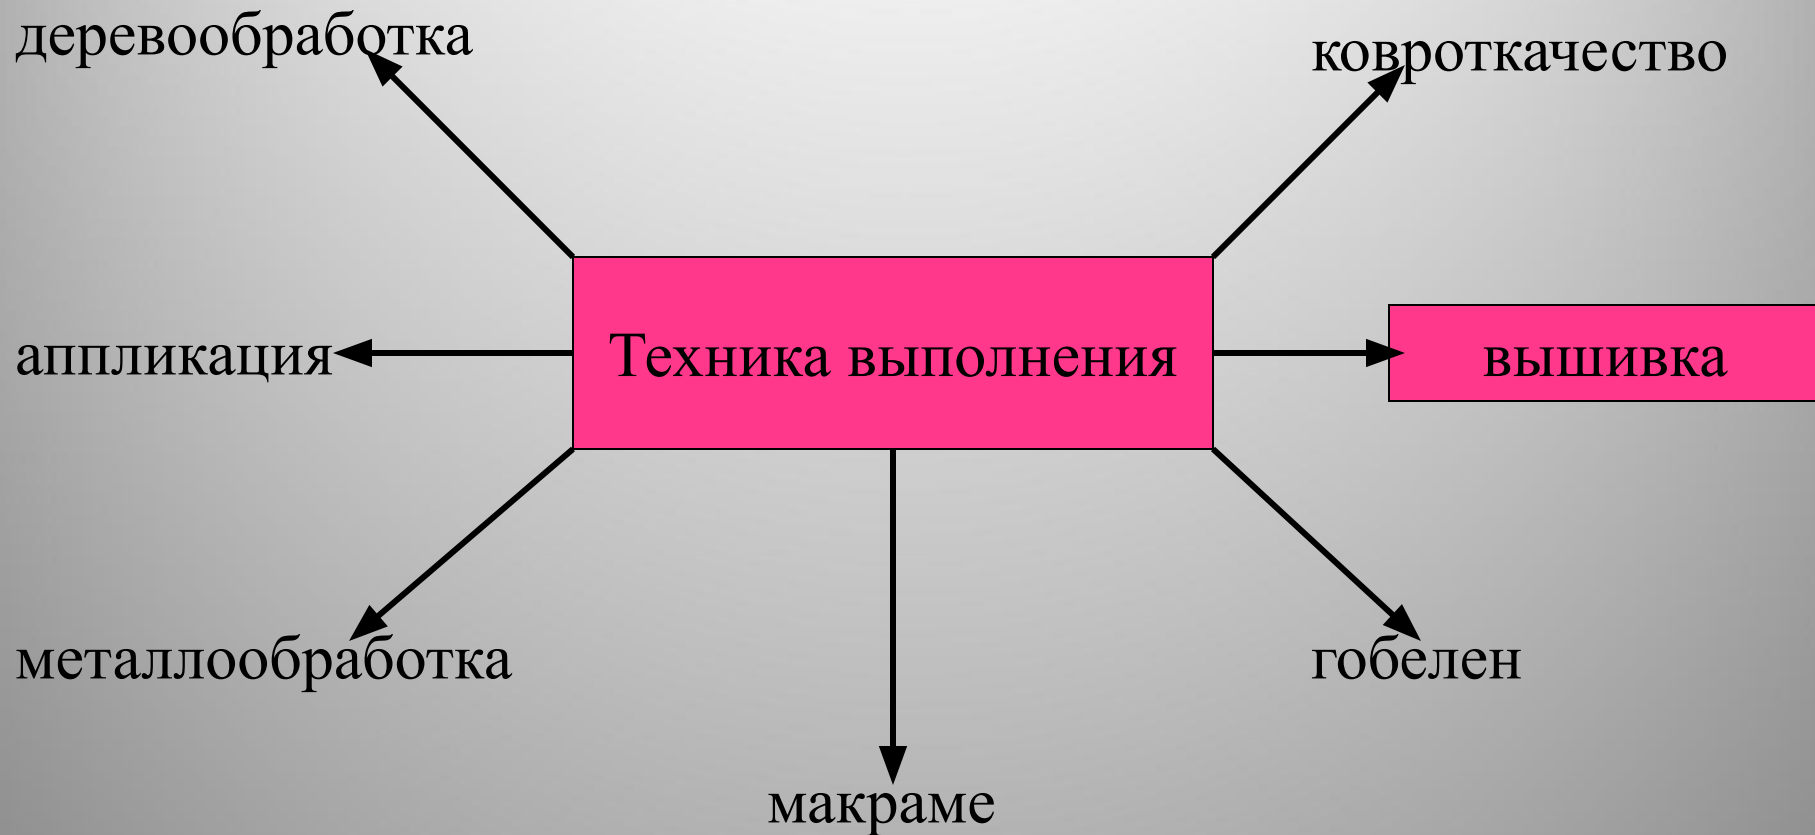 деревообработка
ковроткачество
аппликация
Техника выполнения
вышивка
металлообработка
гобелен
макраме